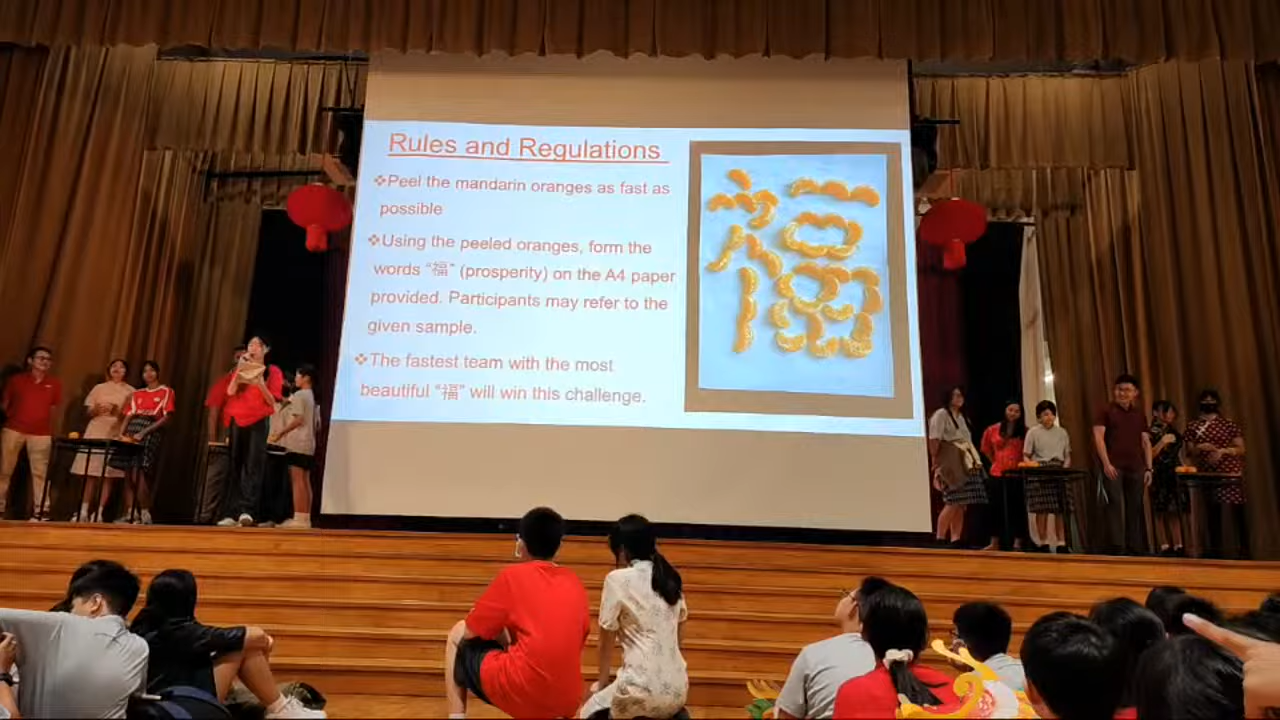 Rules and Regulations
❖Peel the mandarin oranges as fast as
possible
❖Using the peeled oranges, form the
words “福” (prosperity) on the A4 paper
provided. Participants may refer to the
given sample.
❖The fastest team with the most
beautiful “福” will win this challenge.
福